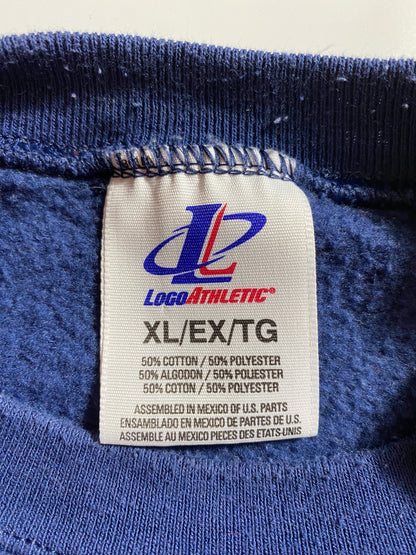 LOGOATHLETIC®
XL/EX/TG
50% COTTON / 50% POLYESTER
50% ALGODON / 50% POLIESTER
50% COTON / 50% POLYESTER
ASSEMBLED IN MEXICO OF U.S. PARTS
ENSAMBLADO EN MEXICO DE PARTES DE U.S.
ASSEMBLE AU MEXICO PIECES DES ETATS-UNIS